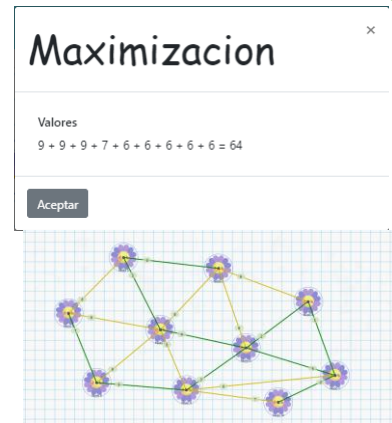 Maximizacion
×
Valores
9 + 9 + 9 + 7 + 6 + 6 + 6 + 6 + 6 = 64
Aceptar